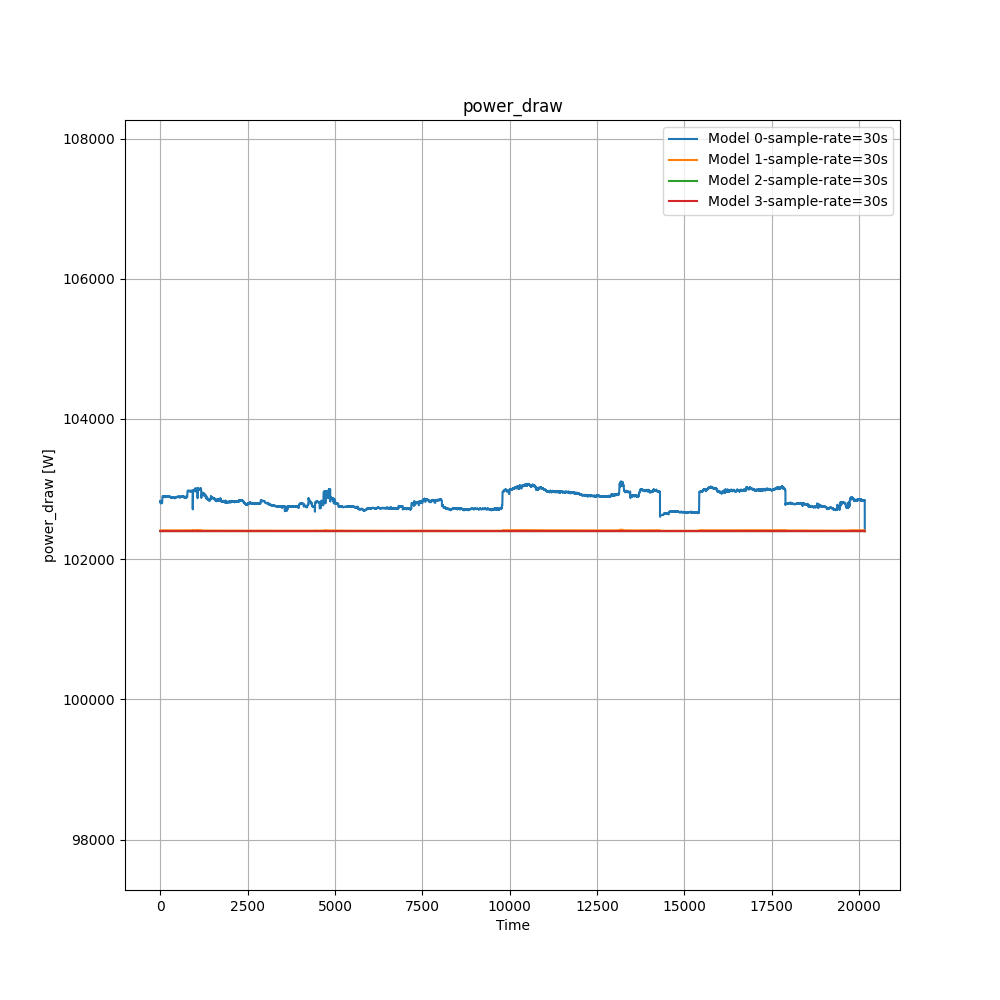 power_draw
108000
106000
104000
102000
100000
98000
power_draw [W]
Model 0-sample-rate=30s
Model 1-sample-rate=30s
Model 2-sample-rate=30s
Model 3-sample-rate=30s
0 2500 5000 7500 10000 12500 15000 17500 20000
Time